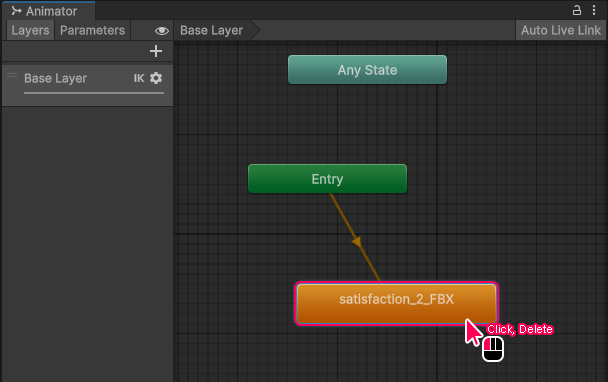 Animator
Layers Parameters
Base Layer
Auto Live Link
Base Layer IK
Any State
Entry
satisfaction_2_FBX
Click, Delete